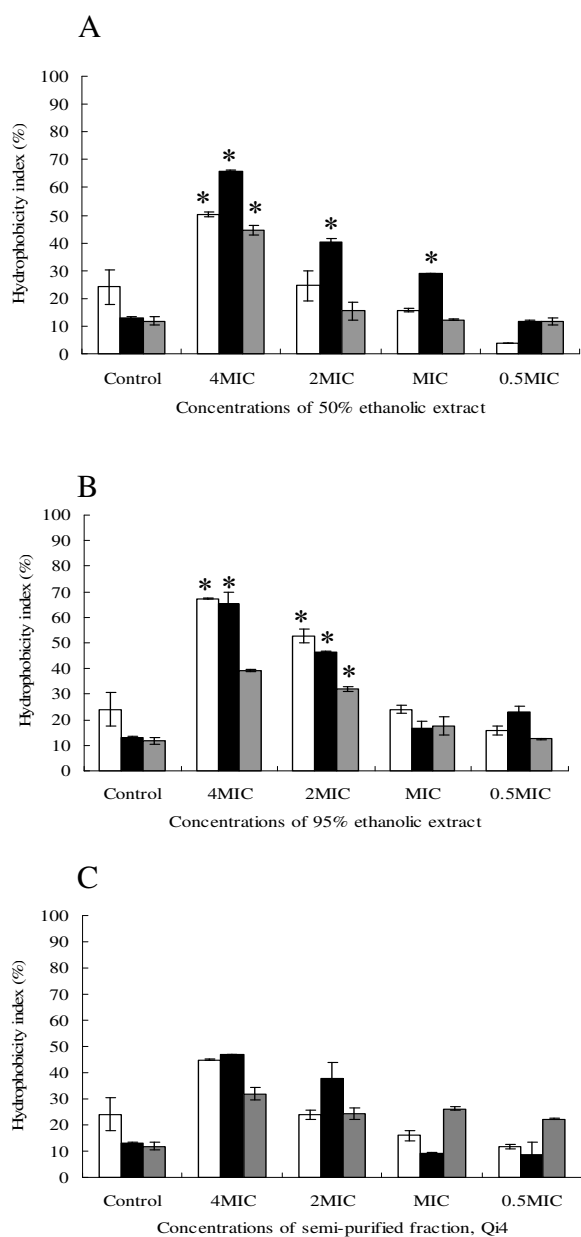 A
100
90
80
70
60
50
40
30
20
10
0
Hydrophobicity index (%)
* * *
*
*
Control 4MIC 2MIC MIC 0.5MIC
Concentrations of 50% ethanolic extract
B
100
90
80
70
60
50
40
30
20
10
0
Hydrophobicity index (%)
* *
* * *
Control 4MIC 2MIC MIC 0.5MIC
Concentrations of 95% ethanolic extract
C
100
90
80
70
60
50
40
30
20
10
0
Hydrophobicity index (%)
Control 4MIC 2MIC MIC 0.5MIC
Concentrations of semi-purified fraction, Qi4